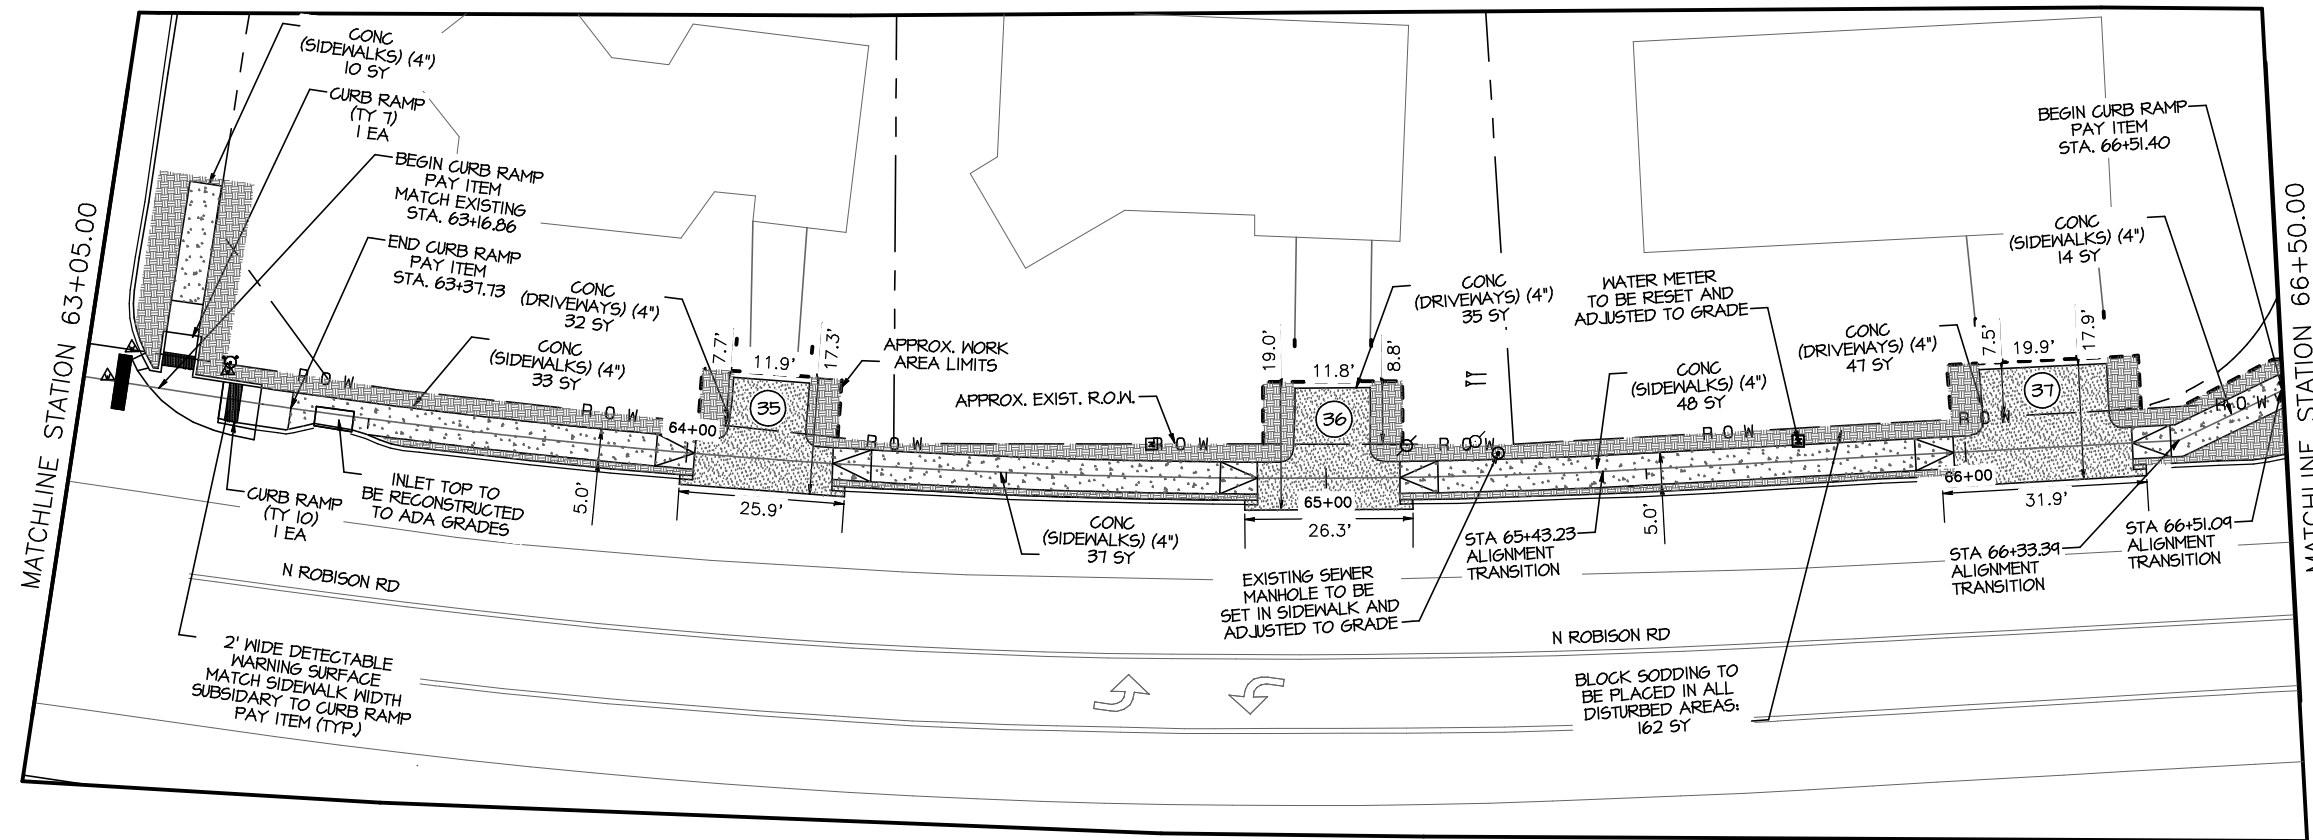 MATCHLINE STATION 63+05.00
CONC
(SIDEWALKS) (4")
10 SY
CURB RAMP
(TY 7)
1 EA
BEGIN CURB RAMP
PAY ITEM
MATCH EXISTING
STA. 63+16.86
END CURB RAMP
PAY ITEM
STA. 63+37.73
CONC
(DRIVEWAYS) (4")
32 SY
CONC
(SIDEWALKS) (4")
33 SY
ROW
ROW
64+00
7.7'
11.9'
17.3'
35
APPROX. WORK
AREA LIMITS
APPROX. EXIST. R.O.W.
ROW
ROW
5.0'
25.9'
INLET TOP TO
BE RECONSTRUCTED
TO ADA GRADES
CURB RAMP
(TY 10)
1 EA
2' WIDE DETECTABLE
WARNING SURFACE
MATCH SIDEWALK WIDTH
SUBSIDARY TO CURB RAMP
PAY ITEM (TYP.)
N ROBISON RD
CONC
(SIDEWALKS) (4")
37 SY
19.0'
11.8'
8.8'
36
65+00
26.3'
CONC
(DRIVEWAYS) (4")
35 SY
WATER METER
TO BE RESET AND
ADJUSTED TO GRADE
CONC
(SIDEWALKS) (4")
48 SY
ROW
ROW
5.0'
EXISTING SEWER
MANHOLE TO BE
SET IN SIDEWALK AND
ADJUSTED TO GRADE
STA 65+43.23
ALIGNMENT
TRANSITION
N ROBISON RD
BLOCK SODDING TO
BE PLACED IN ALL
DISTURBED AREAS:
162 SY
CONC
(DRIVEWAYS) (4")
47 SY
7.5'
19.9'
17.9'
37
ROW
66+00
31.9'
BEGIN CURB RAMP
PAY ITEM
STA. 66+51.40
CONC
(SIDEWALKS) (4")
14 SY
ROW
STA 66+33.39
ALIGNMENT
TRANSITION
STA 66+51.09
ALIGNMENT
TRANSITION
MATCHLINE STATION 66+50.00